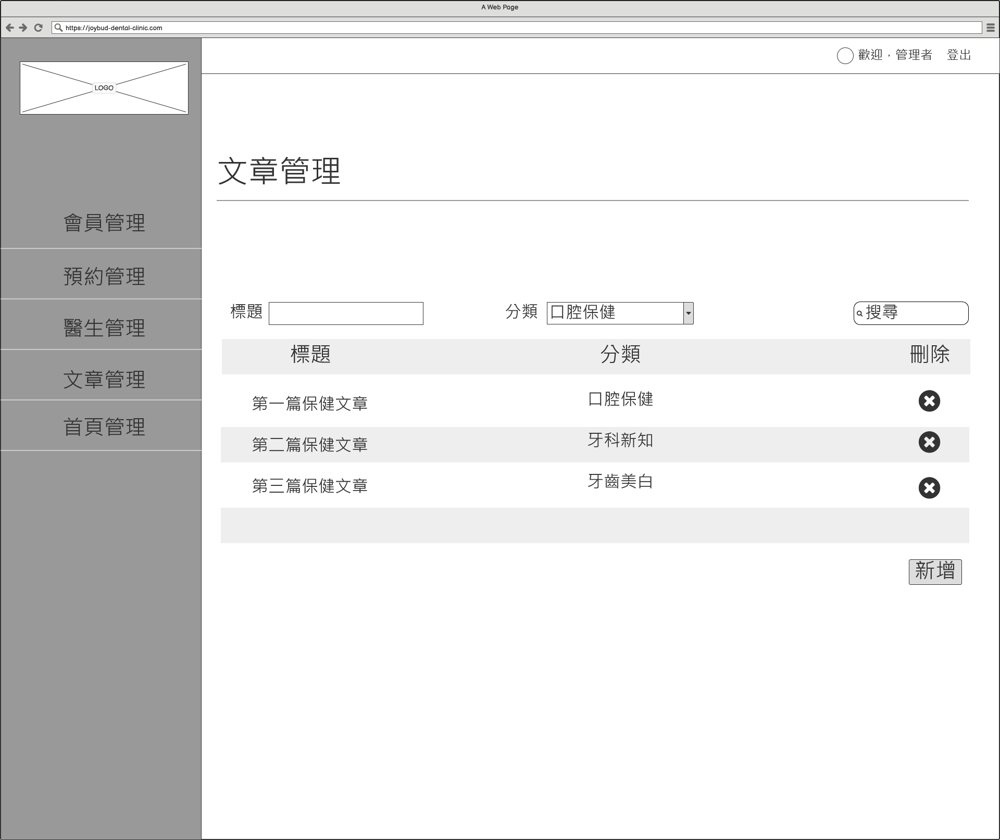 A Web Page
https://joybud-dental-clinic.com
LOGO
歡迎，管理者 登出
文章管理
會員管理
預約管理
醫生管理
文章管理
首頁管理
標題 分類 口腔保健 搜尋
標題 分類 刪除
第一篇保健文章 口腔保健
第二篇保健文章 牙科新知
第三篇保健文章 牙齒美白
新增